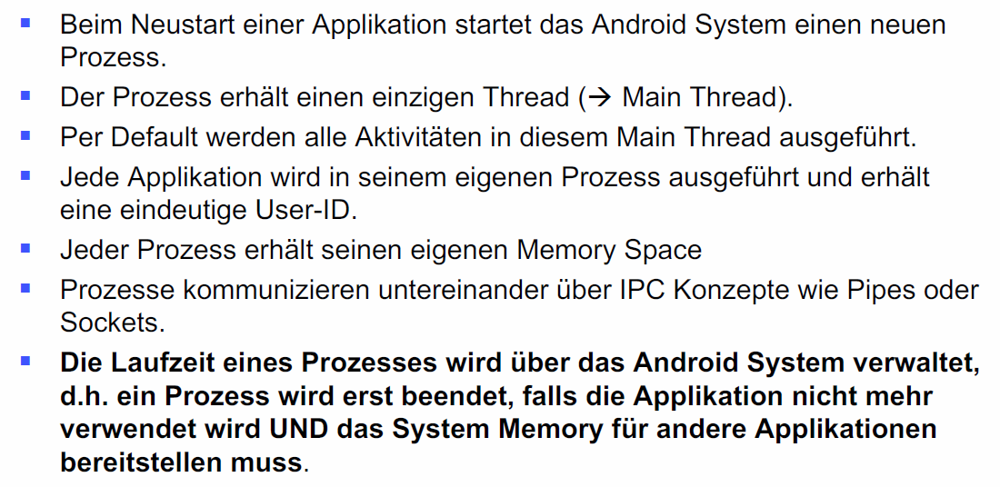 ▪ Beim Neustart einer Applikation startet das Android System einen neuen
Prozess.
▪ Der Prozess erhält einen einzigen Thread (→ Main Thread).
▪ Per Default werden alle Aktivitäten in diesem Main Thread ausgeführt.
▪ Jede Applikation wird in seinem eigenen Prozess ausgeführt und erhält
eine eindeutige User-ID.
▪ Jeder Prozess erhält seinen eigenen Memory Space
▪ Prozesse kommunizieren untereinander über IPC Konzepte wie Pipes oder
Sockets.
▪ Die Laufzeit eines Prozesses wird über das Android System verwaltet,
d.h. ein Prozess wird erst beendet, falls die Applikation nicht mehr
verwendet wird UND das System Memory für andere Applikationen
bereitstellen muss.